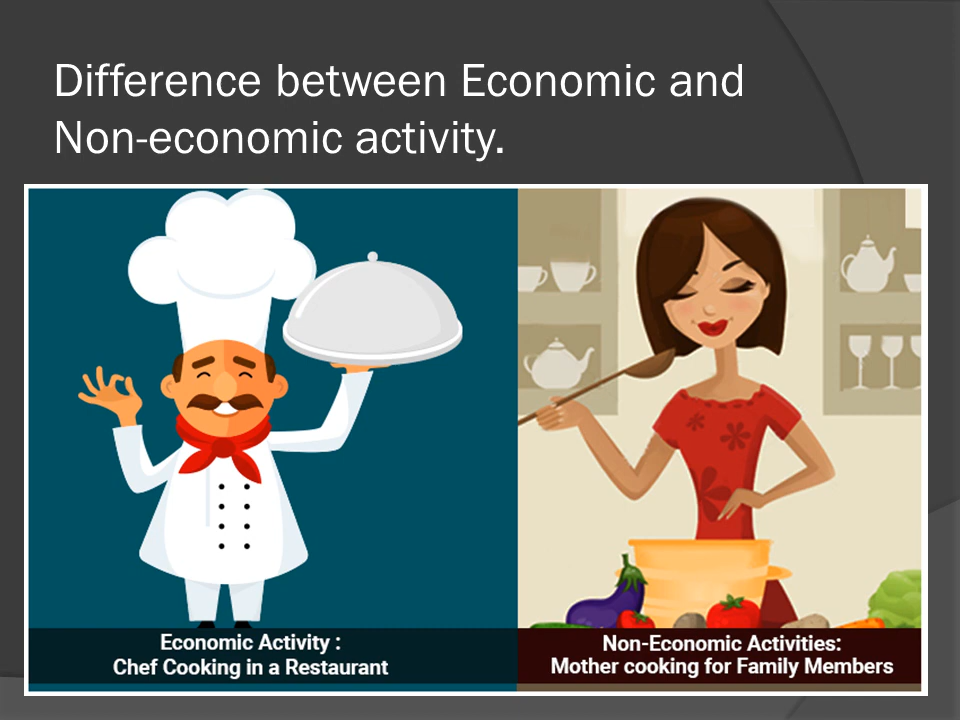 Difference between Economic and
Non-economic activity.
Economic Activity :
Chef Cooking in a Restaurant
Non-Economic Activities:
Mother cooking for Family Members